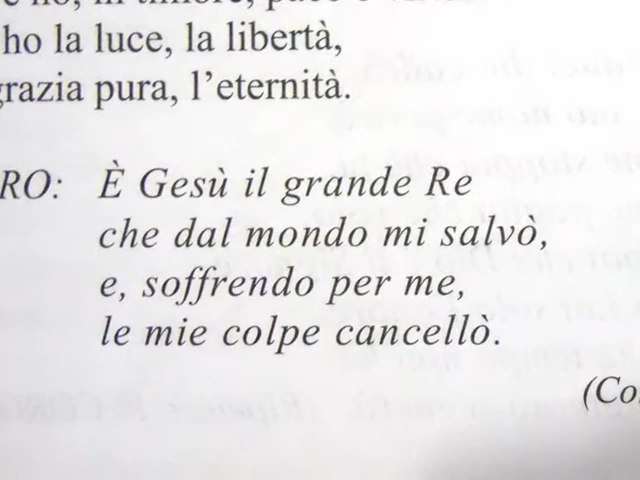 ho la luce, la libertà,
grazia pura, l'eternità.
RO: È Gesù il grande Re
che dal mondo mi salvò,
e, soffrendo per me,
le mie colpe cancellò.